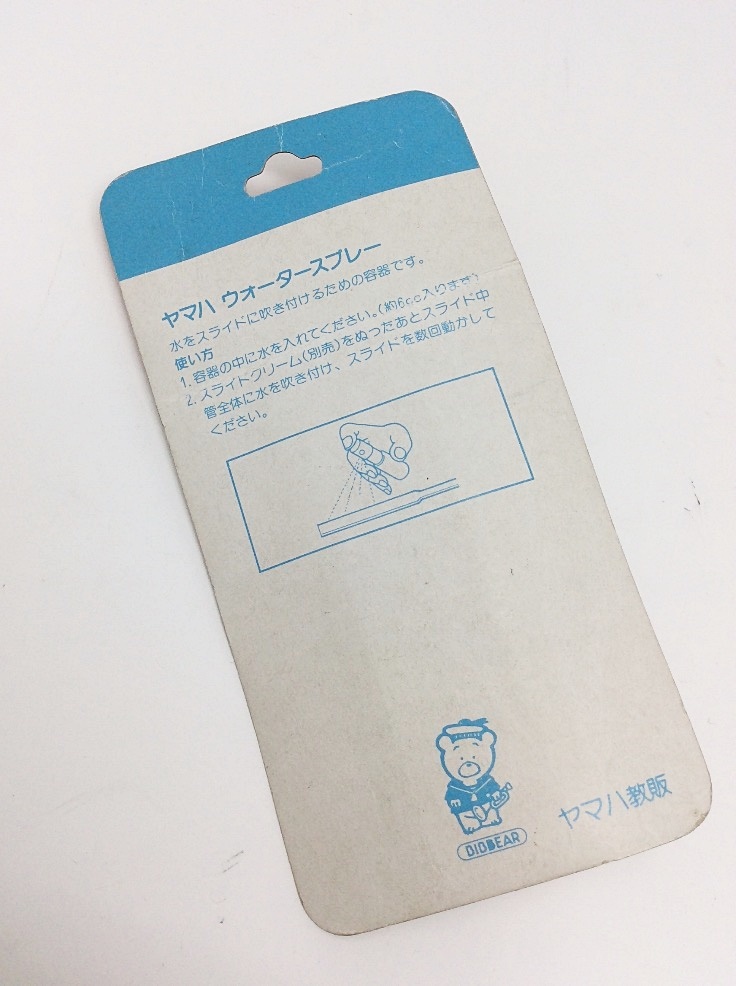 ヤマハ ウォータースプレー
水をスライドに吹き付けるための容器です。
使い方
1. 容器の中に水を入れてください。(約6cc入ります)
2. スライドクリーム(別売)をぬったあとスライド中
管全体に水を吹き付け、スライドを数回動かして
ください。
BIOBEAR
ヤマハ教販